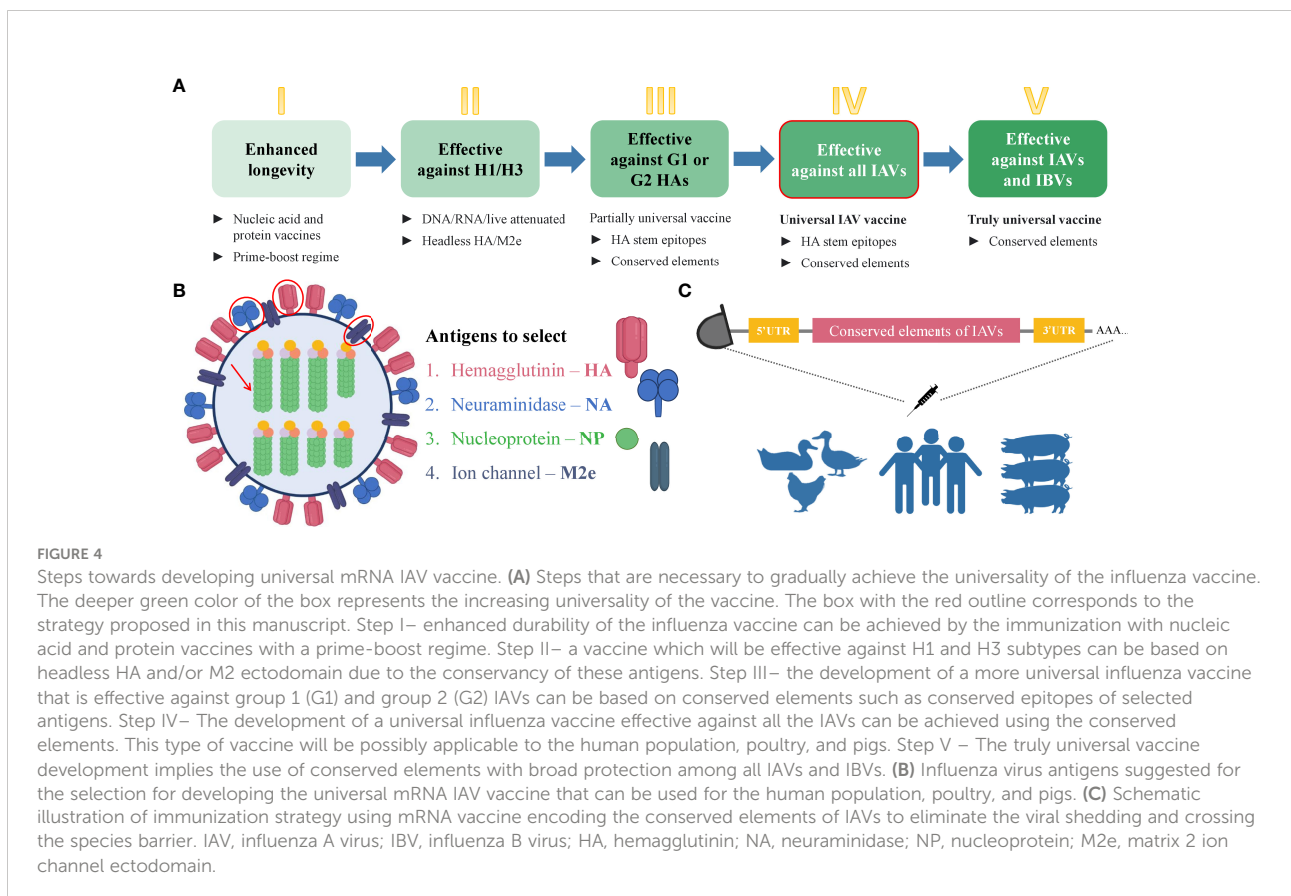 A
I
II
III
IV
V
Enhanced
longevity
Effective
against H1/H3
Effective
against G1 or
G2 HAs
Effective
against all IAVs
Effective
against IAVs
and IBVs
► Nucleic acid and
protein vaccines
► Prime-boost regime
► DNA/RNA/live attenuated
► Headless HA/M2e
Partially universal vaccine
► HA stem epitopes
► Conserved elements
Universal IAV vaccine
► HA stem epitopes
► Conserved elements
Truly universal vaccine
► Conserved elements
B
Antigens to select
1. Hemagglutinin – HA
2. Neuraminidase – NA
3. Nucleoprotein – NP
4. Ion channel – M2e
C
5'UTR
Conserved elements of IAVs
3'UTR
AAA...
FIGURE 4
Steps towards developing universal mRNA IAV vaccine. (A) Steps that are necessary to gradually achieve the universality of the influenza vaccine.
The deeper green color of the box represents the increasing universality of the vaccine. The box with the red outline corresponds to the
strategy proposed in this manuscript. Step I– enhanced durability of the influenza vaccine can be achieved by the immunization with nucleic
acid and protein vaccines with a prime-boost regime. Step II– a vaccine which will be effective against H1 and H3 subtypes can be based on
headless HA and/or M2 ectodomain due to the conservancy of these antigens. Step III– the development of a more universal influenza vaccine
that is effective against group 1 (G1) and group 2 (G2) IAVs can be based on conserved elements such as conserved epitopes of selected
antigens. Step IV– The development of a universal influenza vaccine effective against all the IAVs can be achieved using the conserved
elements. This type of vaccine will be possibly applicable to the human population, poultry, and pigs. Step V – The truly universal vaccine
development implies the use of conserved elements with broad protection among all IAVs and IBVs. (B) Influenza virus antigens suggested for
the selection for developing the universal mRNA IAV vaccine that can be used for the human population, poultry, and pigs. (C) Schematic
illustration of immunization strategy using mRNA vaccine encoding the conserved elements of IAVs to eliminate the viral shedding and crossing
the species barrier. IAV, influenza A virus; IBV, influenza B virus; HA, hemagglutinin; NA, neuraminidase; NP, nucleoprotein; M2e, matrix 2 ion
channel ectodomain.